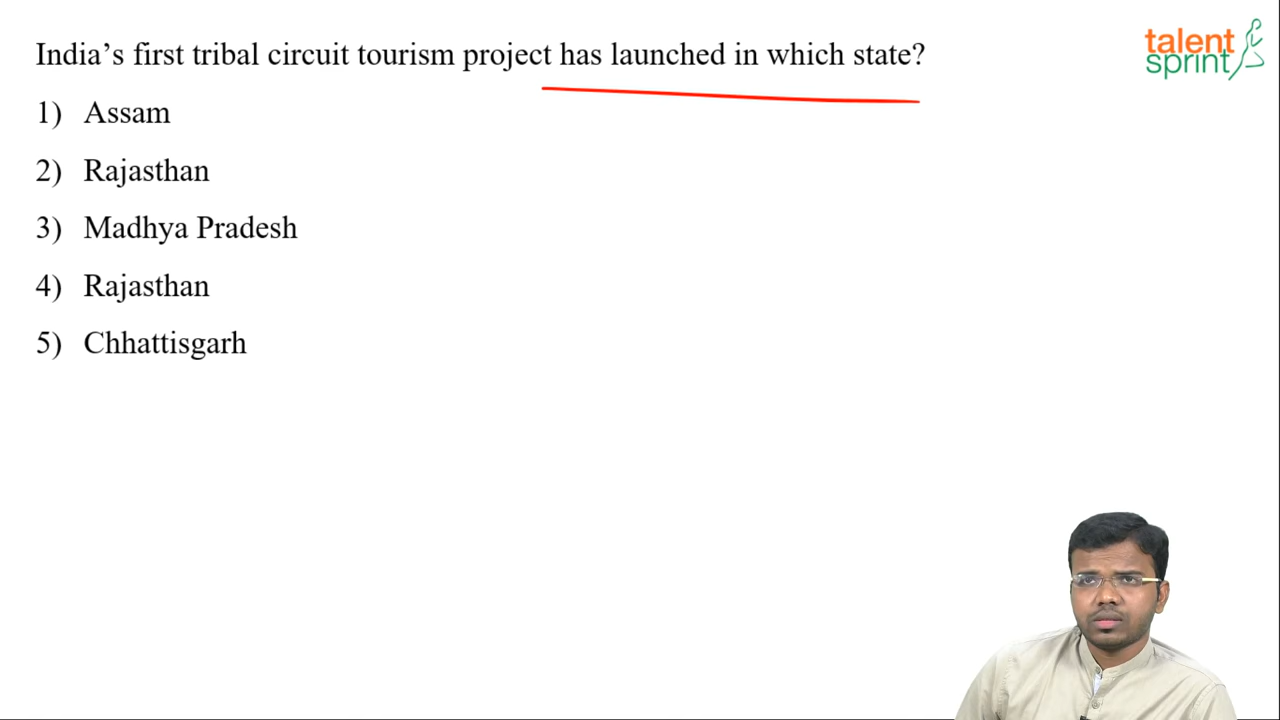 India’s first tribal circuit tourism project has launched in which state?
talent
sprint
1) Assam
2) Rajasthan
3) Madhya Pradesh
4) Rajasthan
5) Chhattisgarh